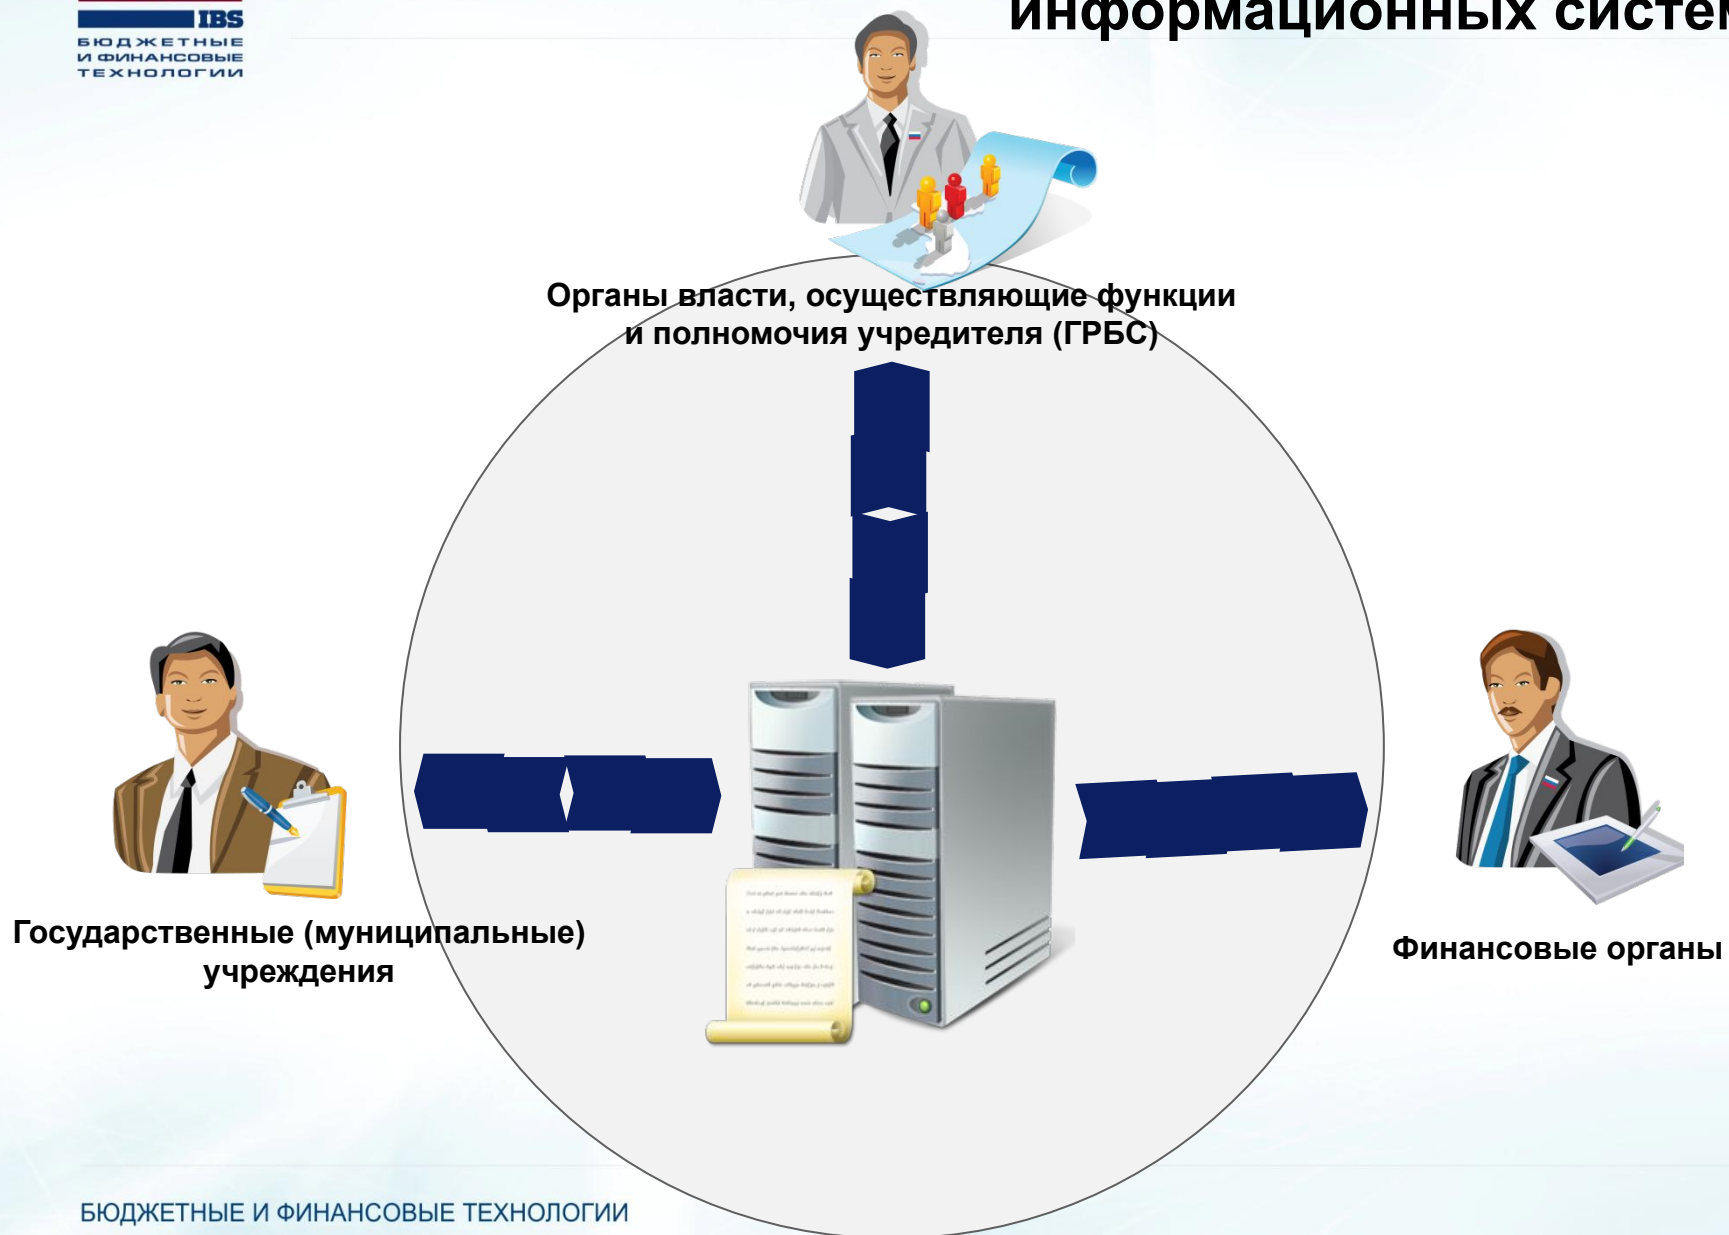 IBS
БЮДЖЕТНЫЕ
И ФИНАНСОВЫЕ
ТЕХНОЛОГИИ
информационных систем
Органы власти, осуществляющие функции
и полномочия учредителя (ГРБС)
Государственные (муниципальные)
учреждения
Финансовые органы
БЮДЖЕТНЫЕ И ФИНАНСОВЫЕ ТЕХНОЛОГИИ